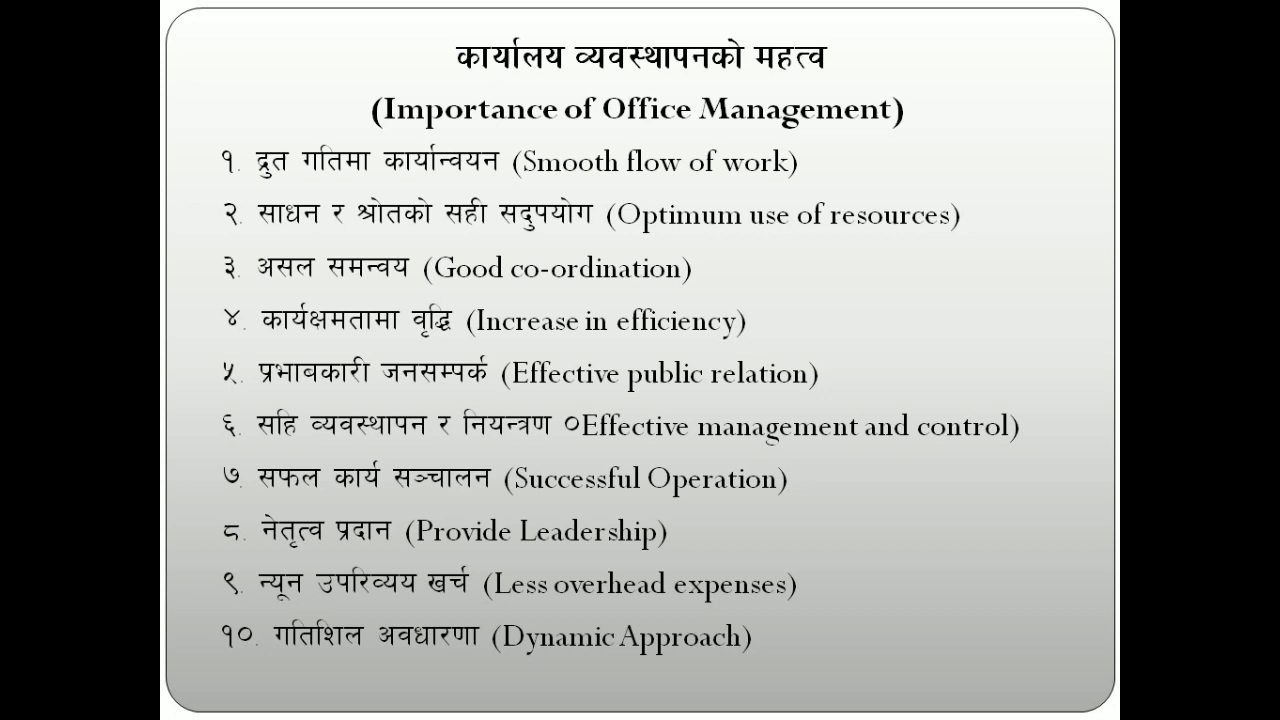 कार्यालय व्यवस्थापनको महत्व
(Importance of Office Management)
१. द्रुत गतिमा कार्यान्वयन (Smooth flow of work)
२. साधन र श्रोतको सही सदुपयोग (Optimum use of resources)
३. असल समन्वय (Good co-ordination)
४. कार्यक्षमतामा वृद्धि (Increase in efficiency)
५. प्रभाबकारी जनसम्पर्क (Effective public relation)
६. सहि व्यवस्थापन र नियन्त्रण ०Effective management and control)
७. सफल कार्य सञ्चालन (Successful Operation)
८. नेतृत्व प्रदान (Provide Leadership)
९. न्यून उपरिव्यय खर्च (Less overhead expenses)
१०. गतिशिल अवधारणा (Dynamic Approach)